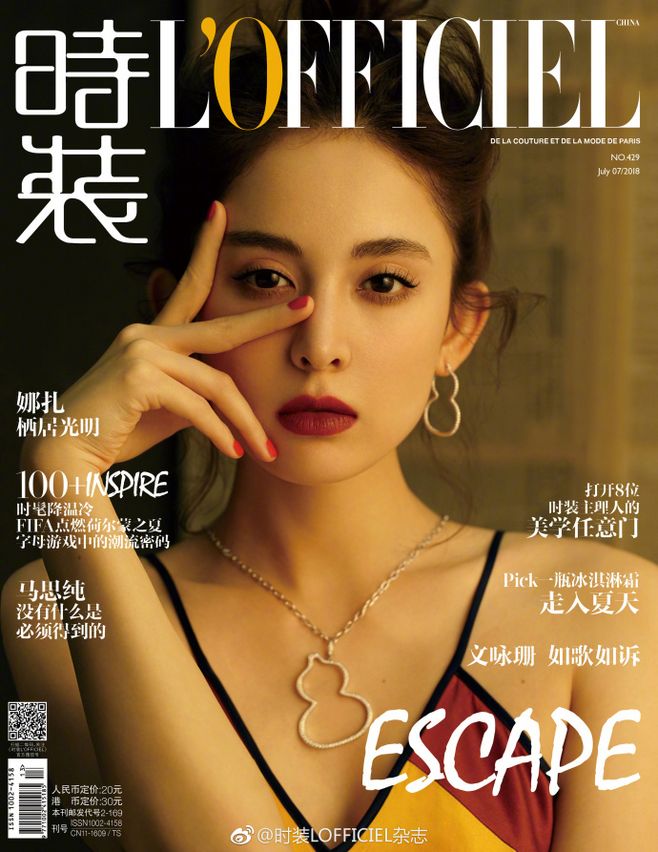 時装
L'OFFICIEL
CHINA
DE LA COUTURE ET DE LA MODE DE PARIS
NO.429
July 07/2018
娜扎
栖居光明
100+INSPIRE
时髦降温冷
FIFA点燃荷尔蒙之夏
字母游戏中的潮流密码
马思纯
没有什么是
必须得到的
打开8位
时装主理人的
美学任意门
Pick一瓶冰淇淋霜
走入夏天
文咏珊 如歌如诉
ESCAPE
人民币定价:20元
港 币定价:30元
本刊邮发代号2-169
ISSN1002-4158
刊号 CN11-1609 / TS
ISSN 1002-4158
13
@时装LOFFICIEL杂志